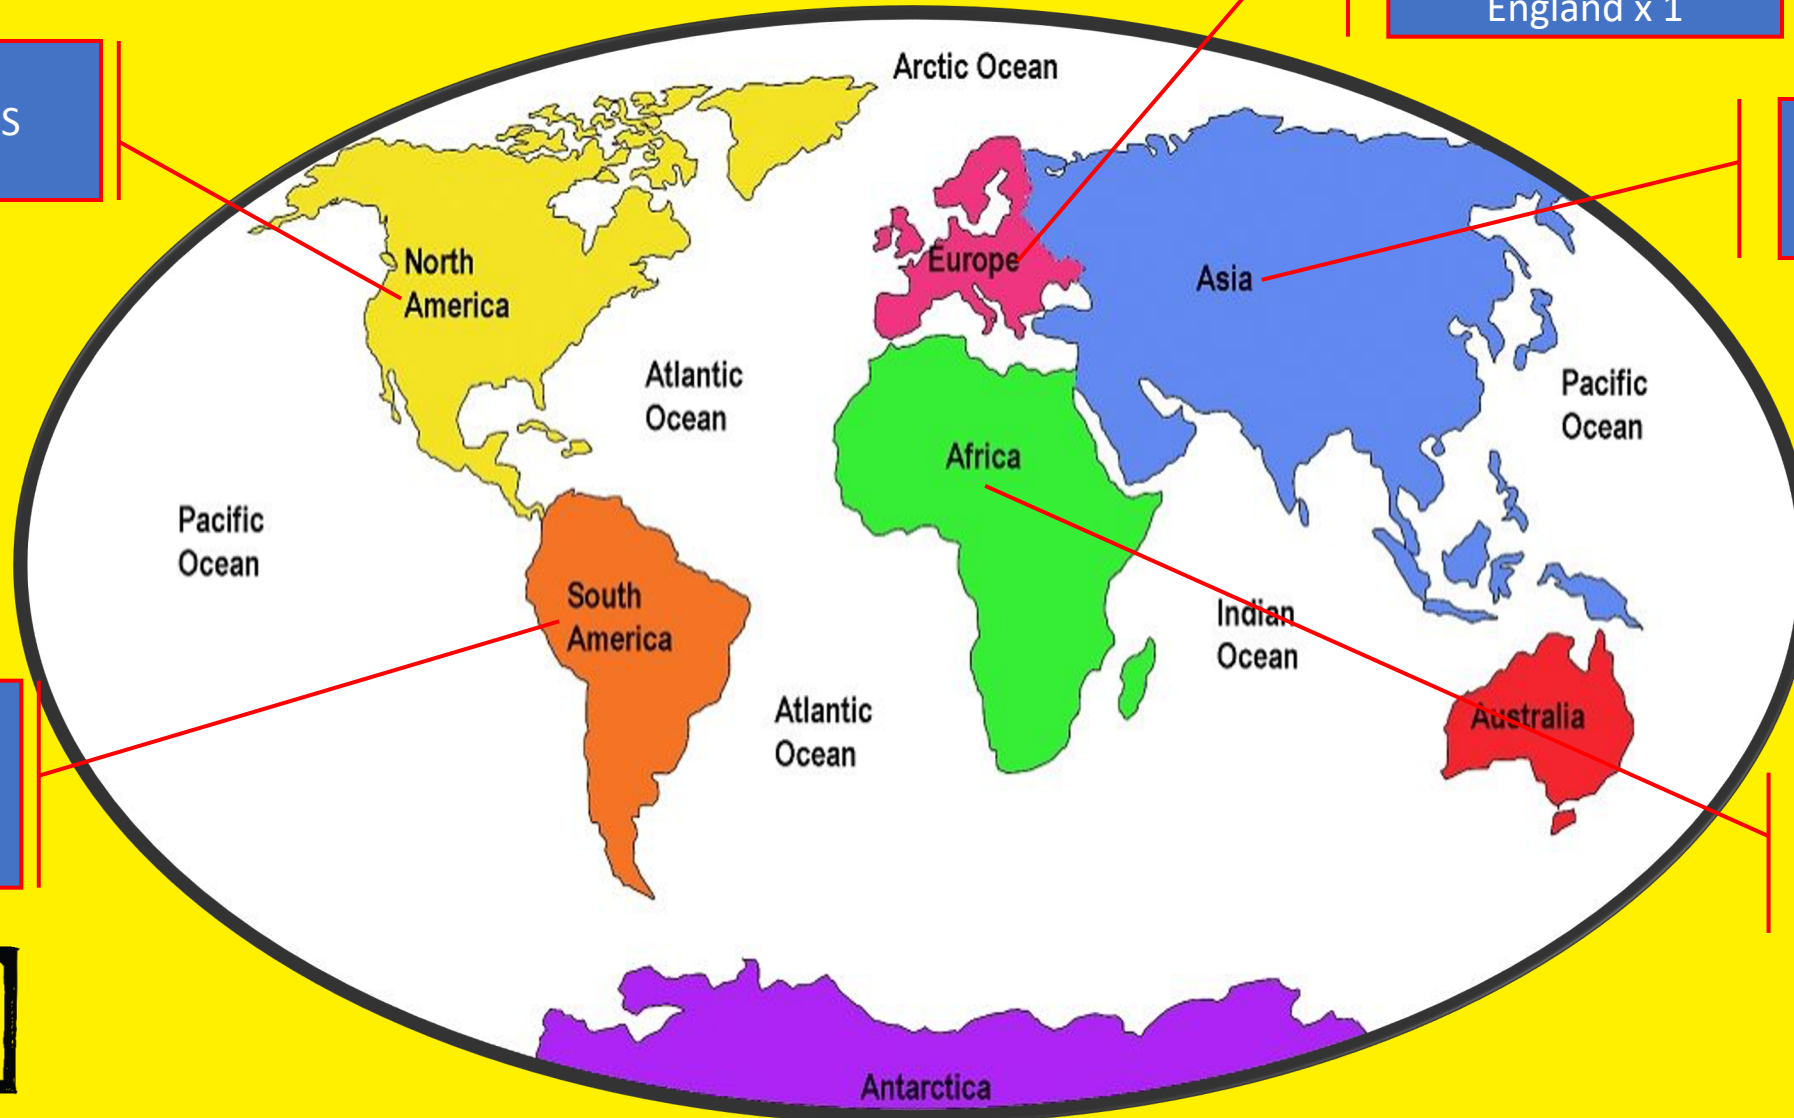 England x 1
Arctic Ocean
S
North
America
Europe
Asia
Atlantic
Ocean
Pacific
Ocean
Africa
Pacific
Ocean
South
America
Indian
Ocean
Atlantic
Ocean
Australia
Antarctica